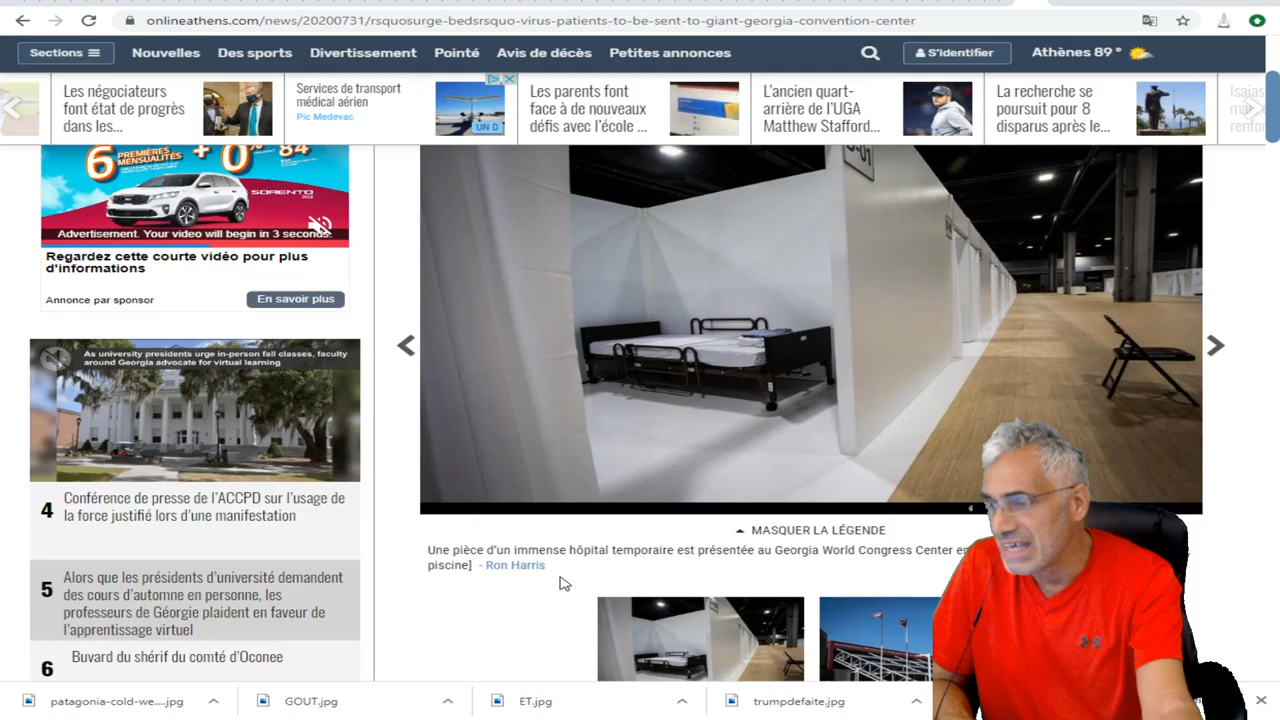 onlineathens.com/news/20200731/rsquosurge-bedsrsquo-virus-patients-to-be-sent-to-giant-georgia-convention-center
Sections
Nouvelles
Des sports
Divertissement
Pointé
Avis de décès
Petites annonces
S'identifier
Athènes 89 °
Les négociateurs
font état de progrès
dans les...
Services de transport
médical aérien
Pic Medevac
UN D
Les parents font
face à de nouveaux
défis avec l'école ...
L'ancien quart-
arrière de l'UGA
Matthew Stafford...
La recherche se
poursuit pour 8
disparus après le...
Isaias
renfor
6 PREMIÈRES
MENSUALITÉS + 0% 84
SORENTO
Advertisement. Your video will begin in 3 seconds.
Regardez cette courte vidéo pour plus
d'informations
Annonce par sponsor
En savoir plus
As university presidents urge in-person fall classes, faculty
around Georgia advocate for virtual learning
4
Conférence de presse de l'ACCPD sur l'usage de
la force justifié lors d'une manifestation
5
Alors que les présidents d'université demandent
des cours d'automne en personne, les
professeurs de Géorgie plaident en faveur de
l'apprentissage virtuel
6
Buvard du shérif du comté d'Oconee
MASQUER LA LÉGENDE
Une pièce d'un immense hôpital temporaire est présentée au Georgia World Congress Center en
piscine] - Ron Harris
patagonia-cold-we....jpg
GOUT.jpg
ET.jpg
trumpdefaite.jpg